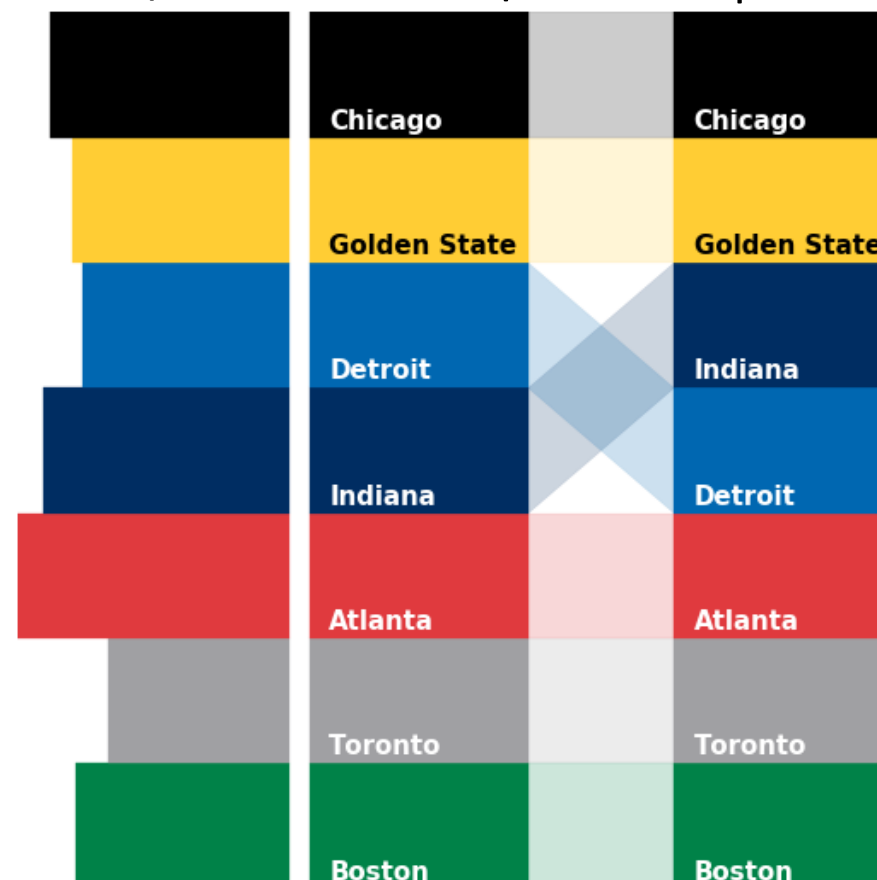 Chicago Chicago
Golden State Golden State
Detroit Indiana
Indiana Detroit
Atlanta Atlanta
Toronto Toronto
Boston Boston